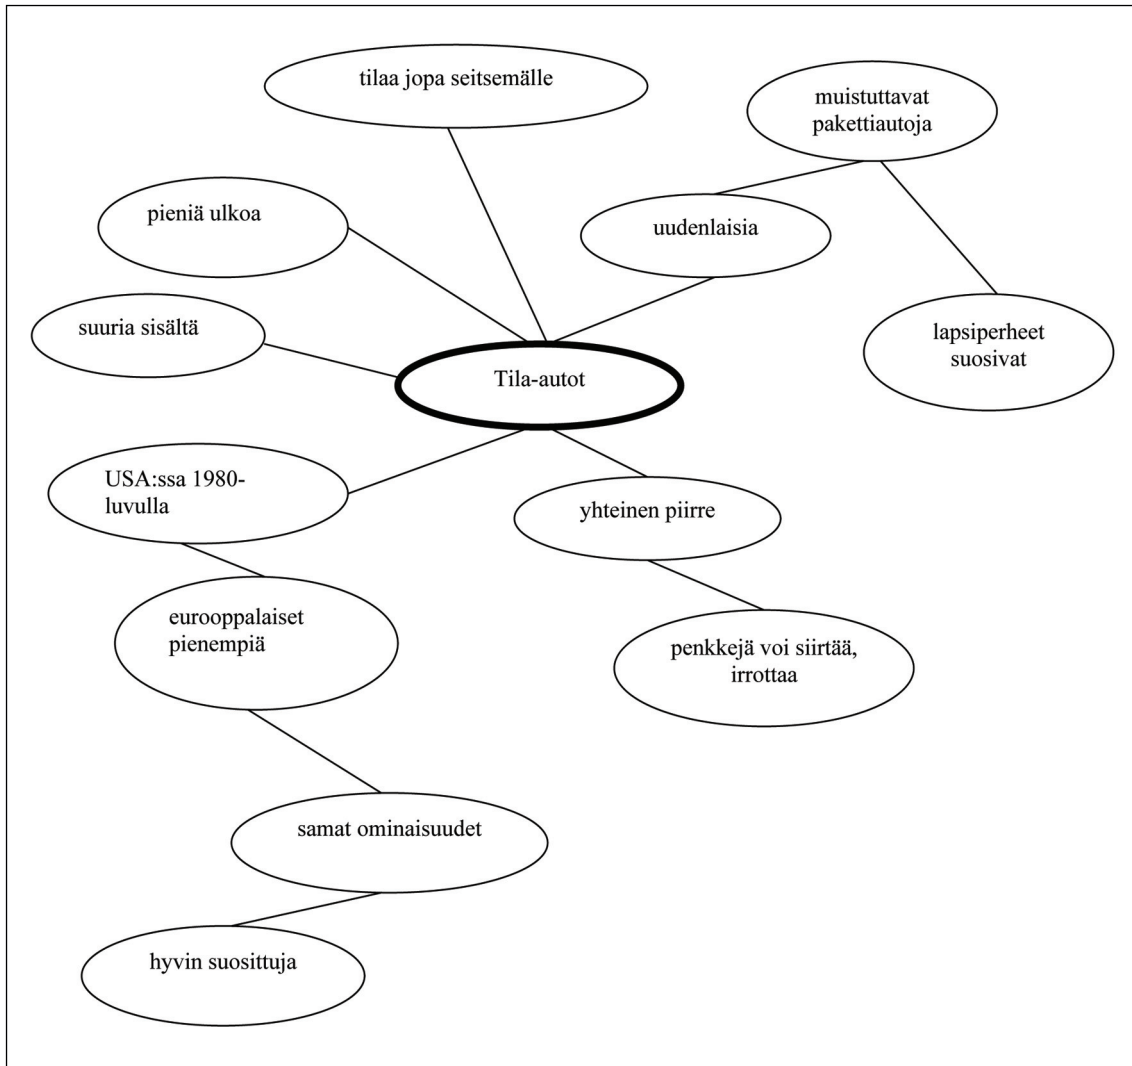 tilaa jopa seitsemälle
muistuttavat
pakettiautoja
pieniä ulkoa
uudenlaisia
suuria sisältä
lapsiperheet
suosivat
Tila-autot
USA:ssa 1980-
luvulla
yhteinen piirre
eurooppalaiset
pienempiä
penkkejä voi siirtää,
irrottaa
samat ominaisuudet
hyvin suosittuja